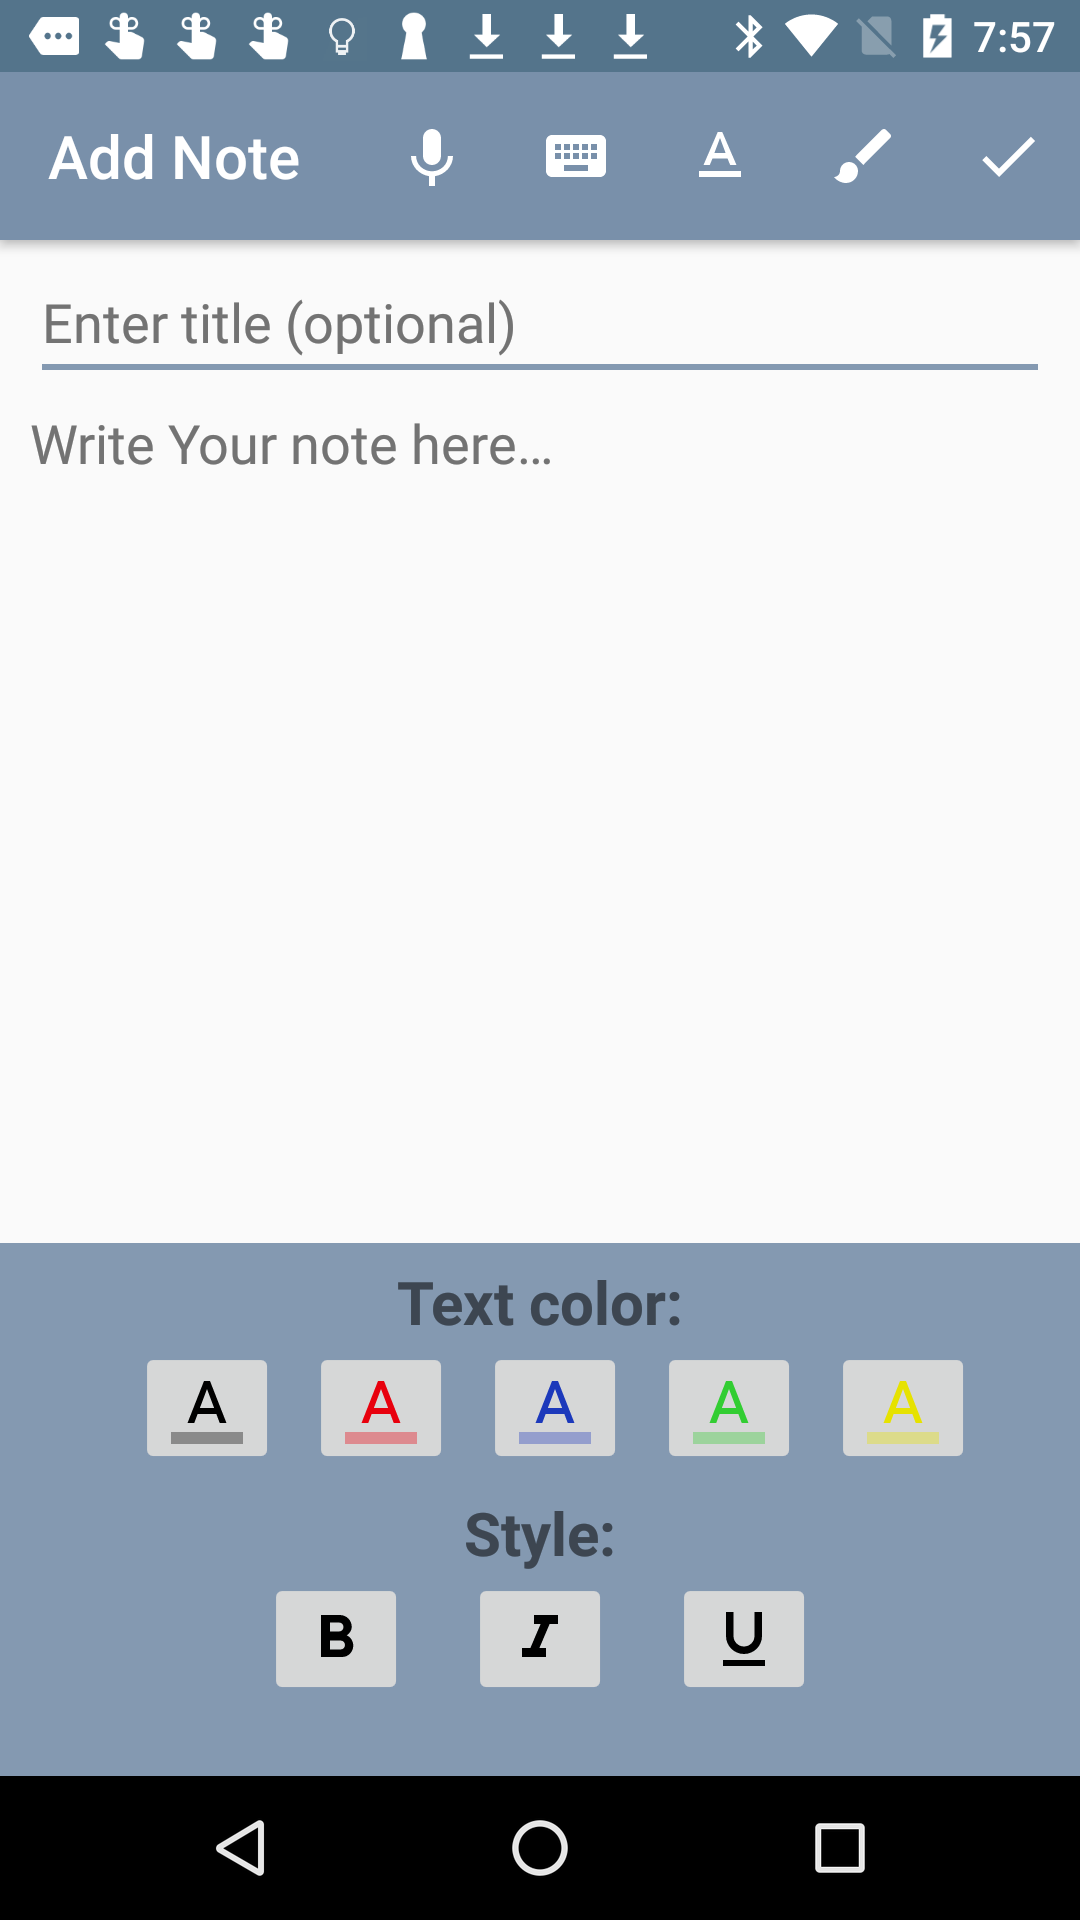 7:57
Add Note
A
Enter title (optional)
Write Your note here...
Text color:
A A A A A
Style:
B I U